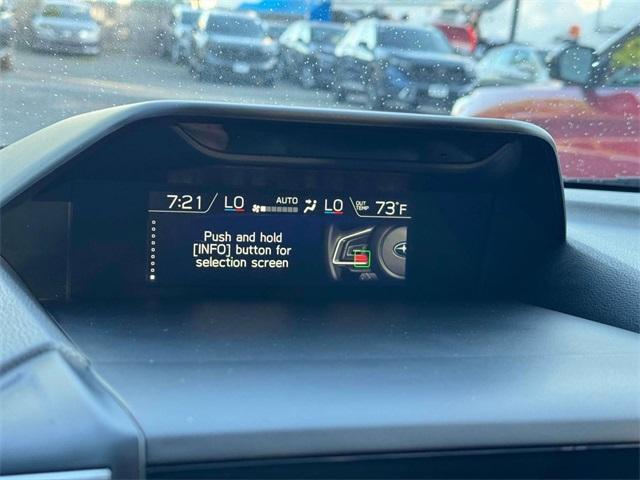 7:21 LO AUTO LO OUT TEMP 73°F
Push and hold
[INFO] button for
selection screen